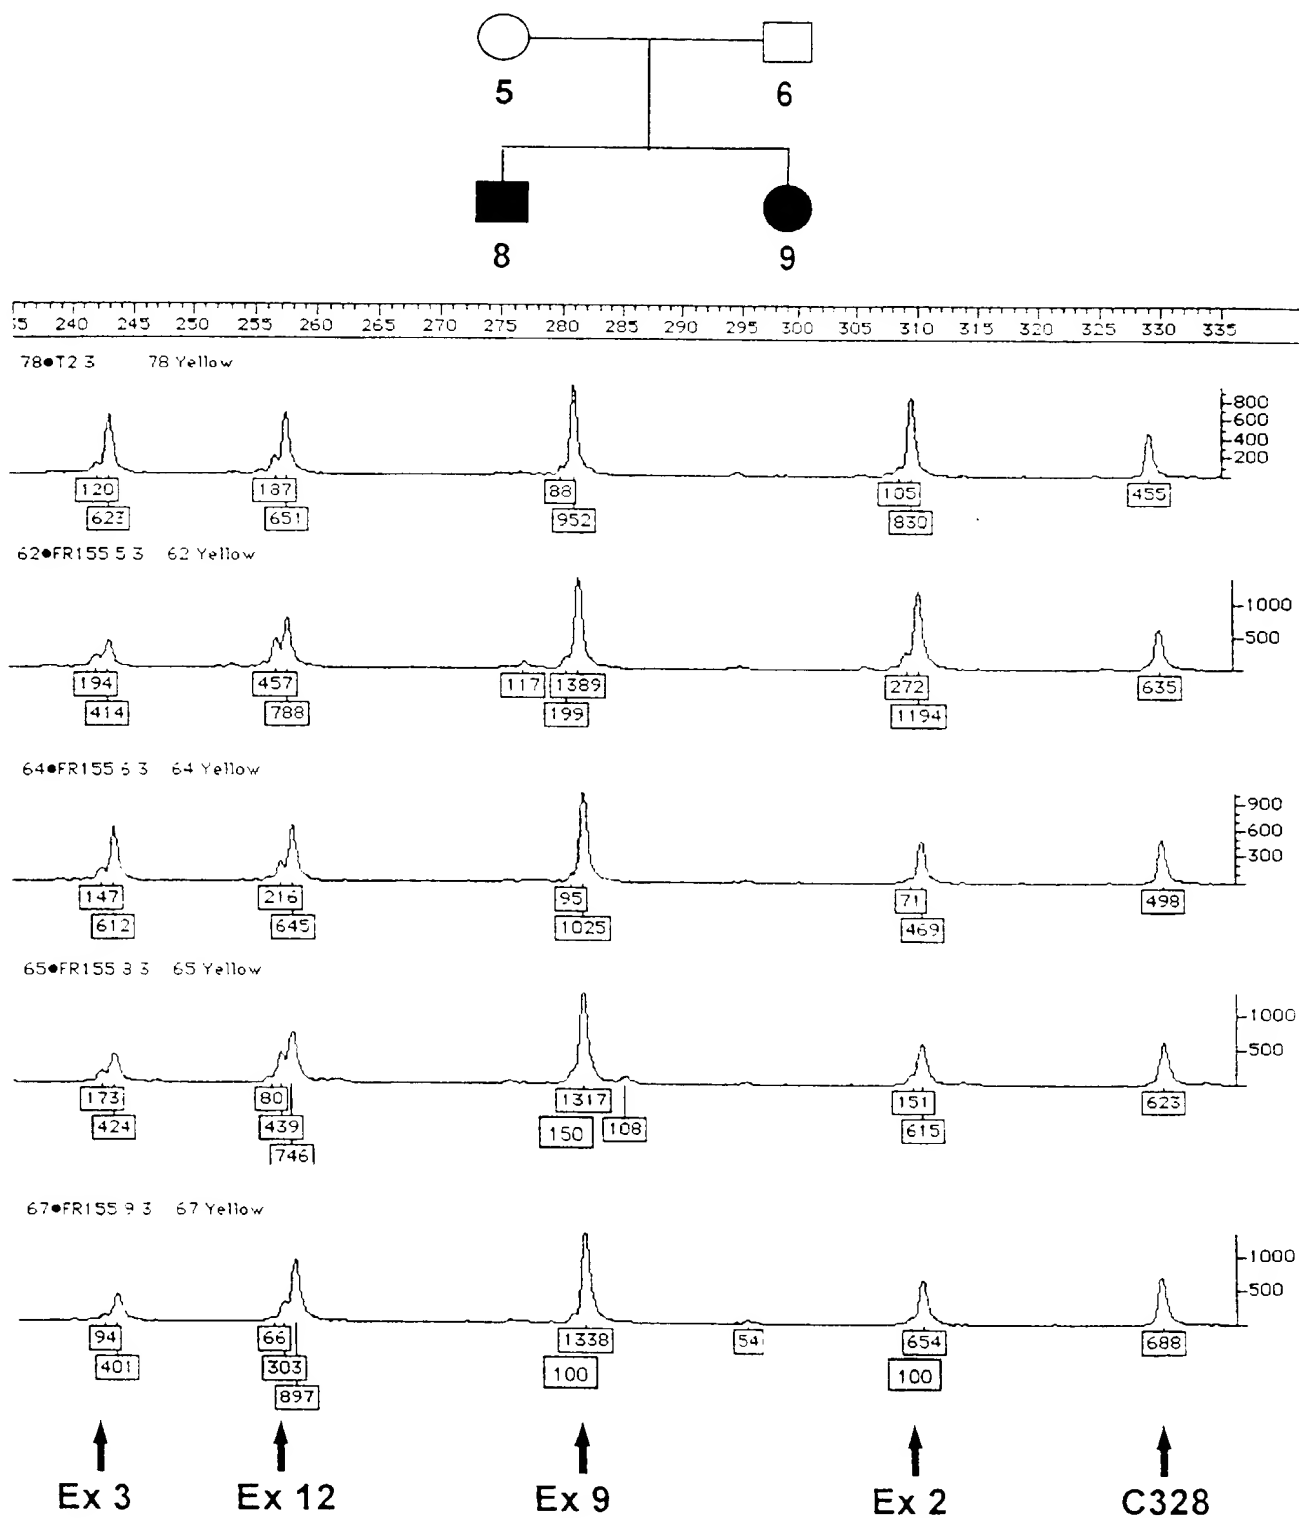 5 6
8 9
35 240 245 250 255 260 265 270 275 280 285 290 295 300 305 310 315 320 325 330 335
78●T2 3 78 Yellow
800
600
400
200
120 187 88 105 455
623 651 952 830
62●FR155 5 3 62 Yellow
1000
500
194 457 117 1389 272 635
414 788 199 1194
64●FR155 6 3 64 Yellow
900
600
300
147 216 95 71 498
612 645 1025 469
65●FR155 8 3 65 Yellow
1000
500
173 80 1317 151 623
424 439 150 108 615
746
67●FR155 9 3 67 Yellow
1000
500
94 66 1338 54 654 688
401 303 100 100
897
Ex 3 Ex 12 Ex 9 Ex 2 C328